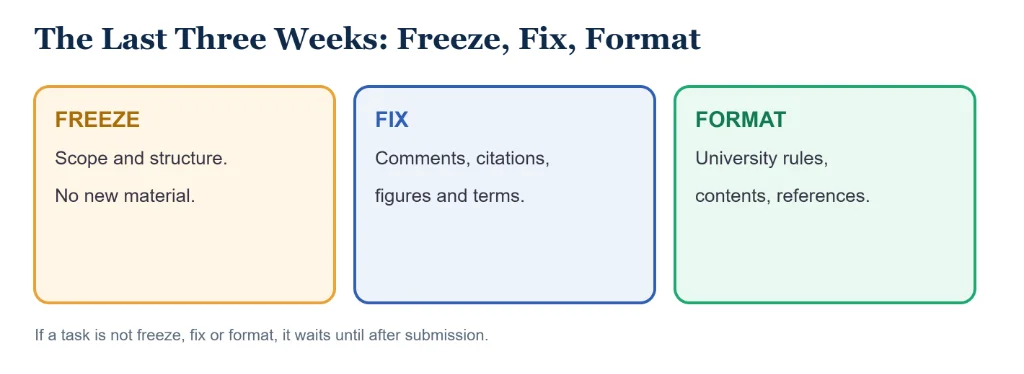 The Last Three Weeks: Freeze, Fix, Format
FREEZE
Scope and structure.
No new material.
FIX
Comments, citations,
figures and terms.
FORMAT
University rules,
contents, references.
If a task is not freeze, fix or format, it waits until after submission.